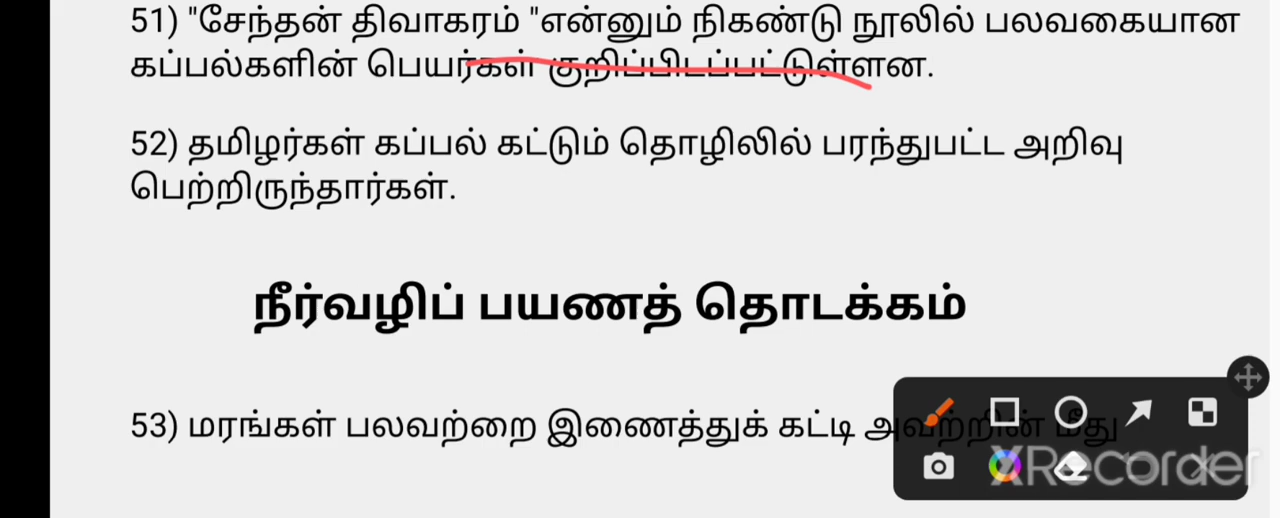 51) "சேந்தன் திவாகரம் "என்னும் நிகண்டு நூலில் பலவகையான
கப்பல்களின் பெயர்கள் குறிப்பிடப்பட்டுள்ளன.
52) தமிழர்கள் கப்பல் கட்டும் தொழிலில் பரந்துபட்ட அறிவு
பெற்றிருந்தார்கள்.
நீர்வழிப் பயணத் தொடக்கம்
53) மரங்கள் பலவற்றை இணைத்துக் கட்டி அவற்றின் மீது
XRecorder